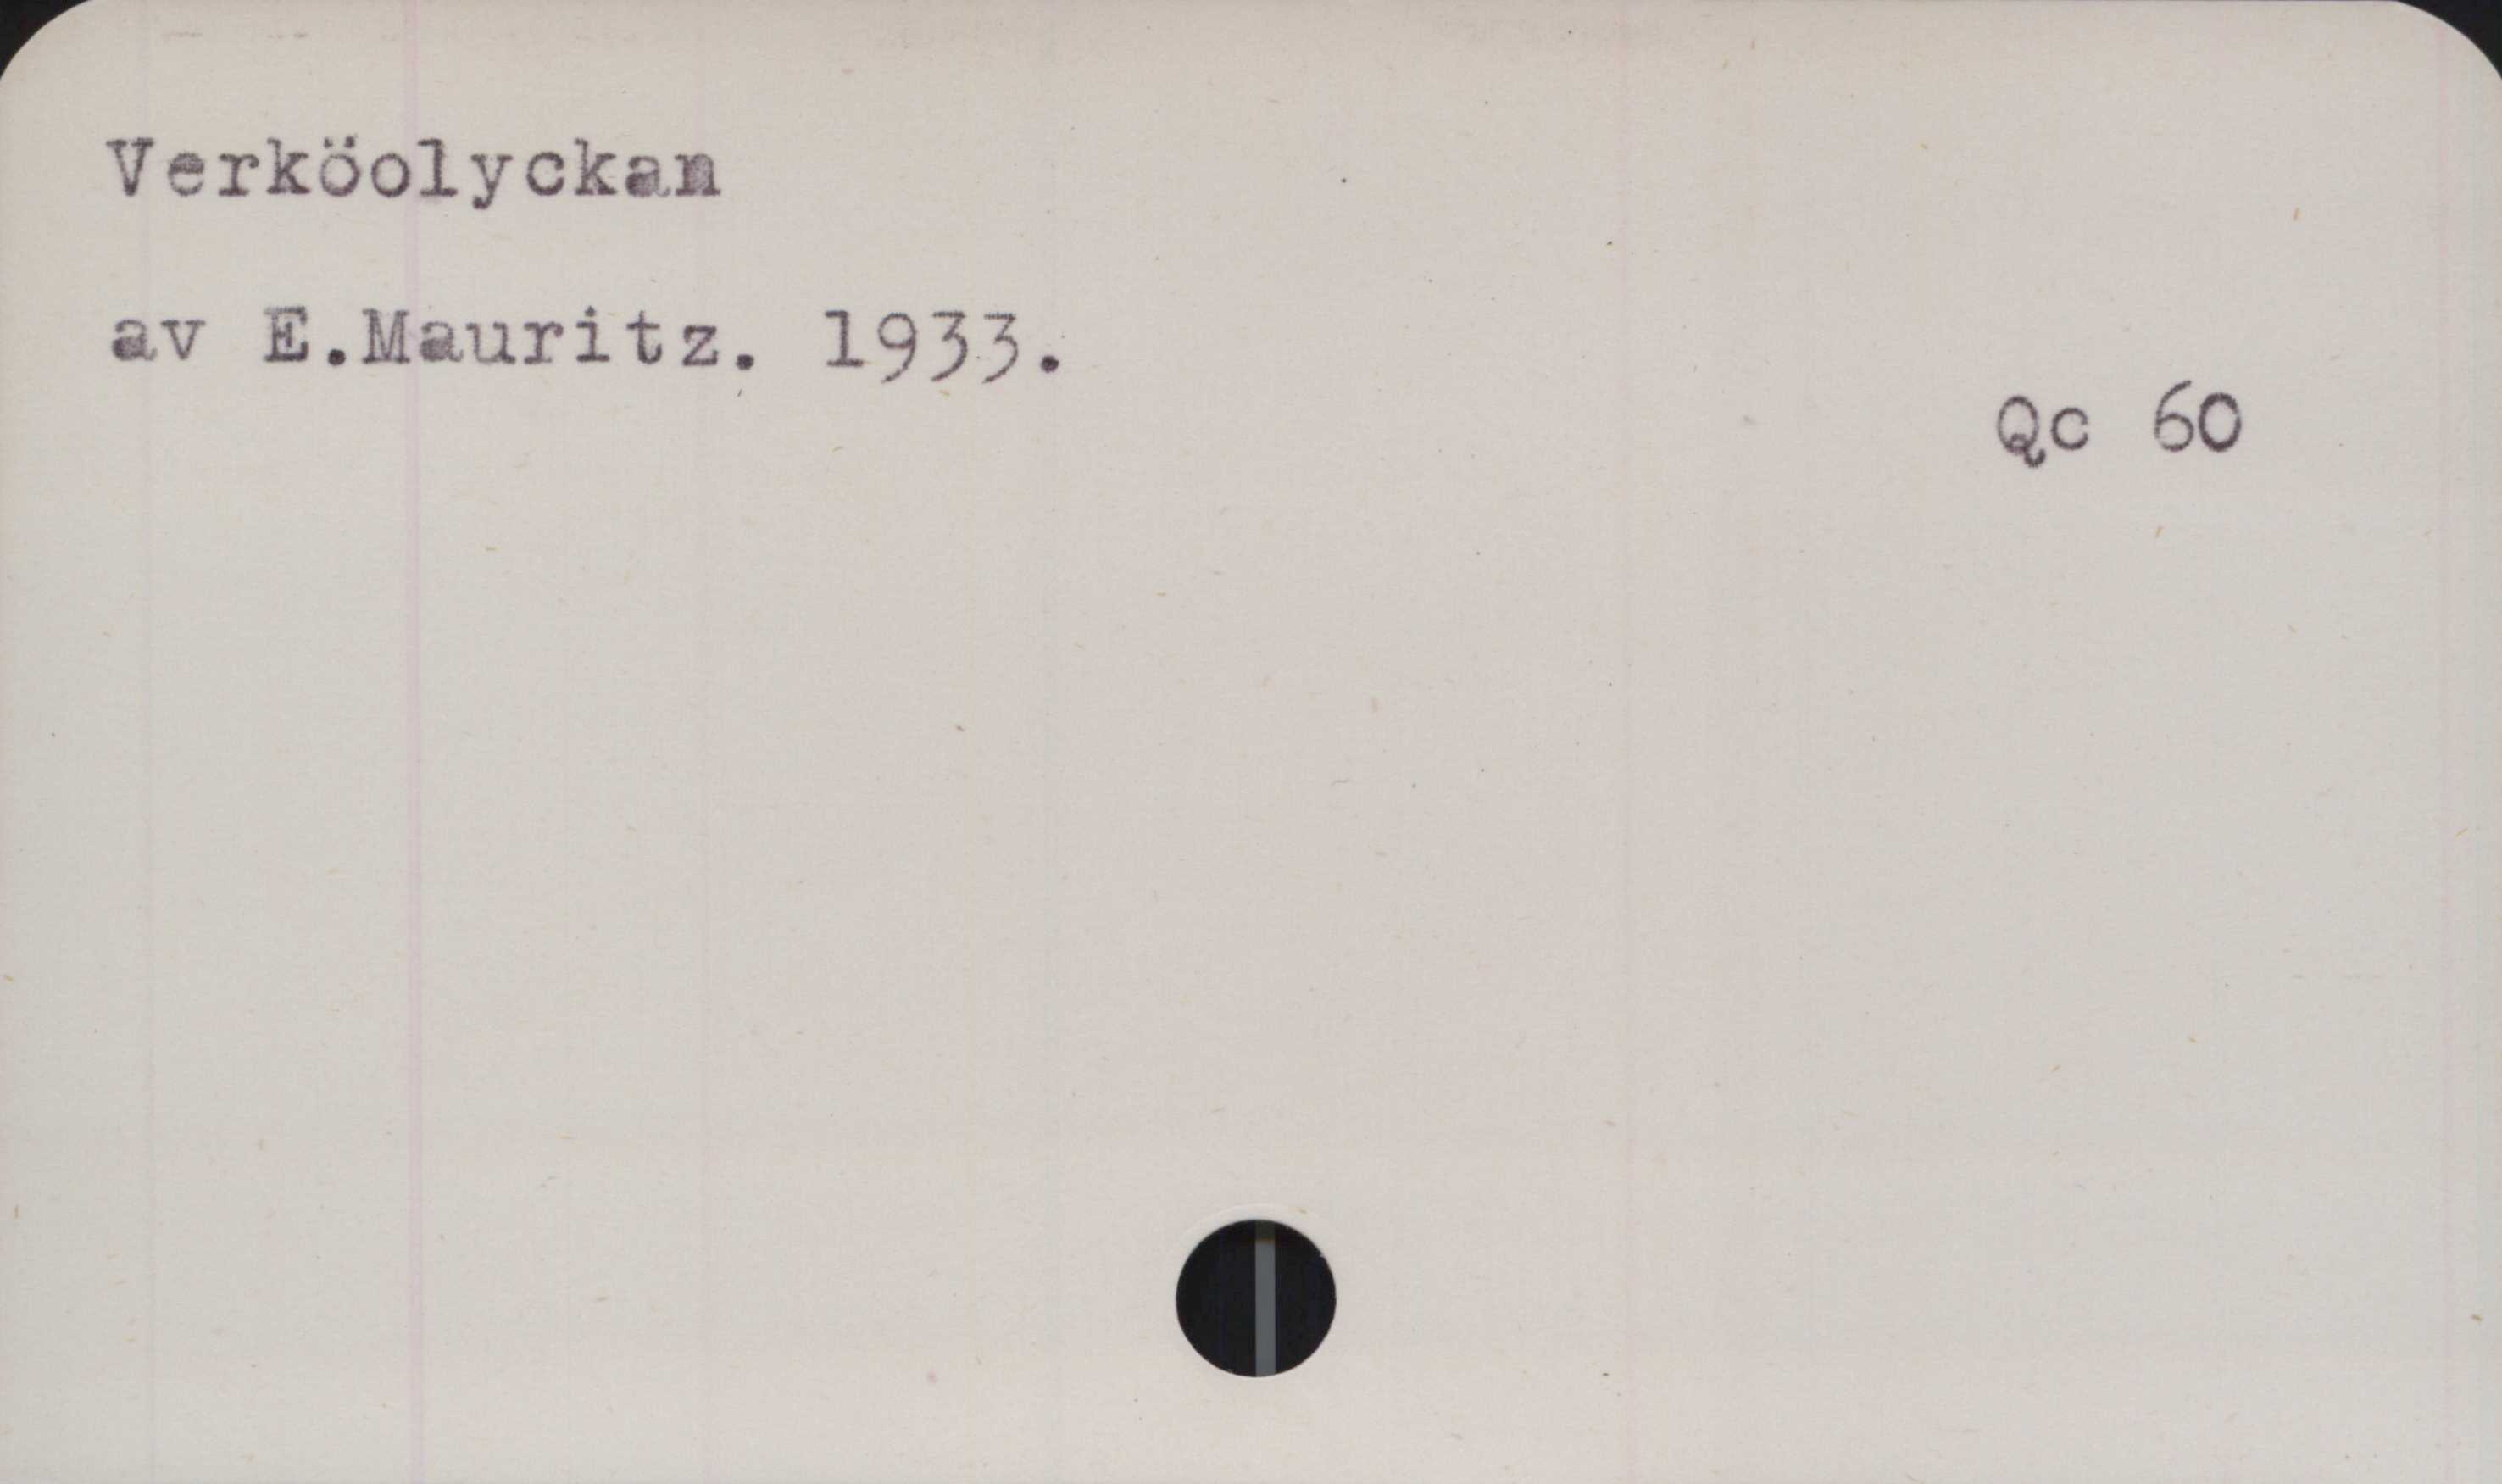 Verköolyckan
av E.Mauritz. 1933.
Qc 60